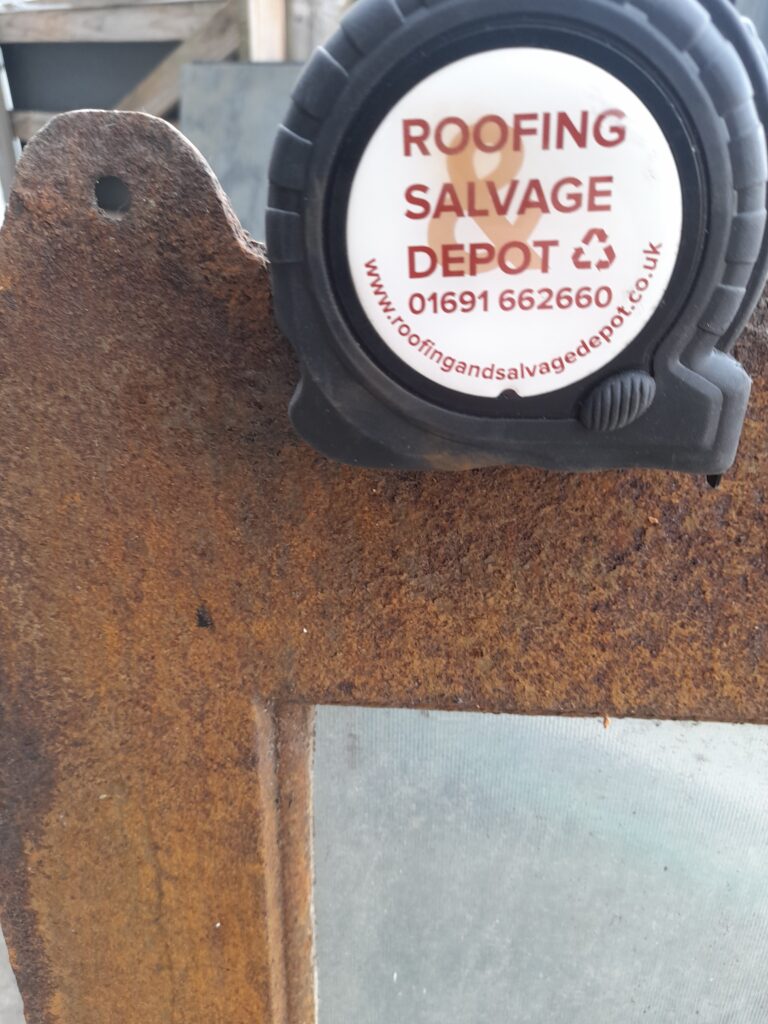 &
ROOFING
SALVAGE
DEPOT
01691 662660
www.roofingandsalvagedepot.co.uk